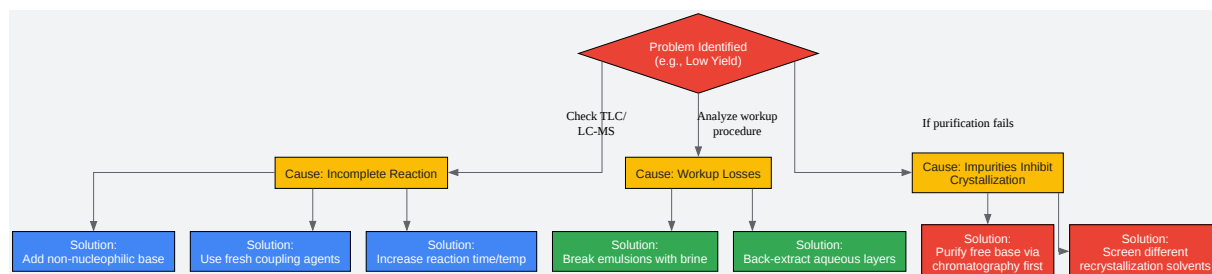 Problem Identified
(e.g., Low Yield)
Check TLC/
LC-MS
Analyze workup
procedure
If purification fails
Cause: Incomplete Reaction
Cause: Workup Losses
Cause: Impurities Inhibit
Crystallization
Solution:
Add non-nucleophilic base
Solution:
Use fresh coupling agents
Solution:
Increase reaction time/temp
Solution:
Break emulsions with brine
Solution:
Back-extract aqueous layers
Solution:
Purify free base via
chromatography first
Solution:
Screen different
recrystallization solvents